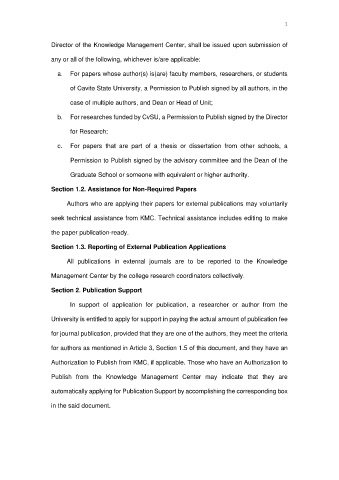 1
Director of the Knowledge Management Center, shall be issued upon submission of
any or all of the following, whichever is/are applicable:
a. For papers whose author(s) is(are) faculty members, researchers, or students
of Cavite State University, a Permission to Publish signed by all authors, in the
case of multiple authors, and Dean or Head of Unit;
b. For researches funded by CvSU, a Permission to Publish signed by the Director
for Research;
c. For papers that are part of a thesis or dissertation from other schools, a
Permission to Publish signed by the advisory committee and the Dean of the
Graduate School or someone with equivalent or higher authority.
Section 1.2. Assistance for Non-Required Papers
Authors who are applying their papers for external publications may voluntarily
seek technical assistance from KMC. Technical assistance includes editing to make
the paper publication-ready.
Section 1.3. Reporting of External Publication Applications
All publications in external journals are to be reported to the Knowledge
Management Center by the college research coordinators collectively.
Section 2. Publication Support
In support of application for publication, a researcher or author from the
University is entitled to apply for support in paying the actual amount of publication fee
for journal publication, provided that they are one of the authors, they meet the criteria
for authors as mentioned in Article 3, Section 1.5 of this document, and they have an
Authorization to Publish from KMC, if applicable. Those who have an Authorization to
Publish from the Knowledge Management Center may indicate that they are
automatically applying for Publication Support by accomplishing the corresponding box
in the said document.